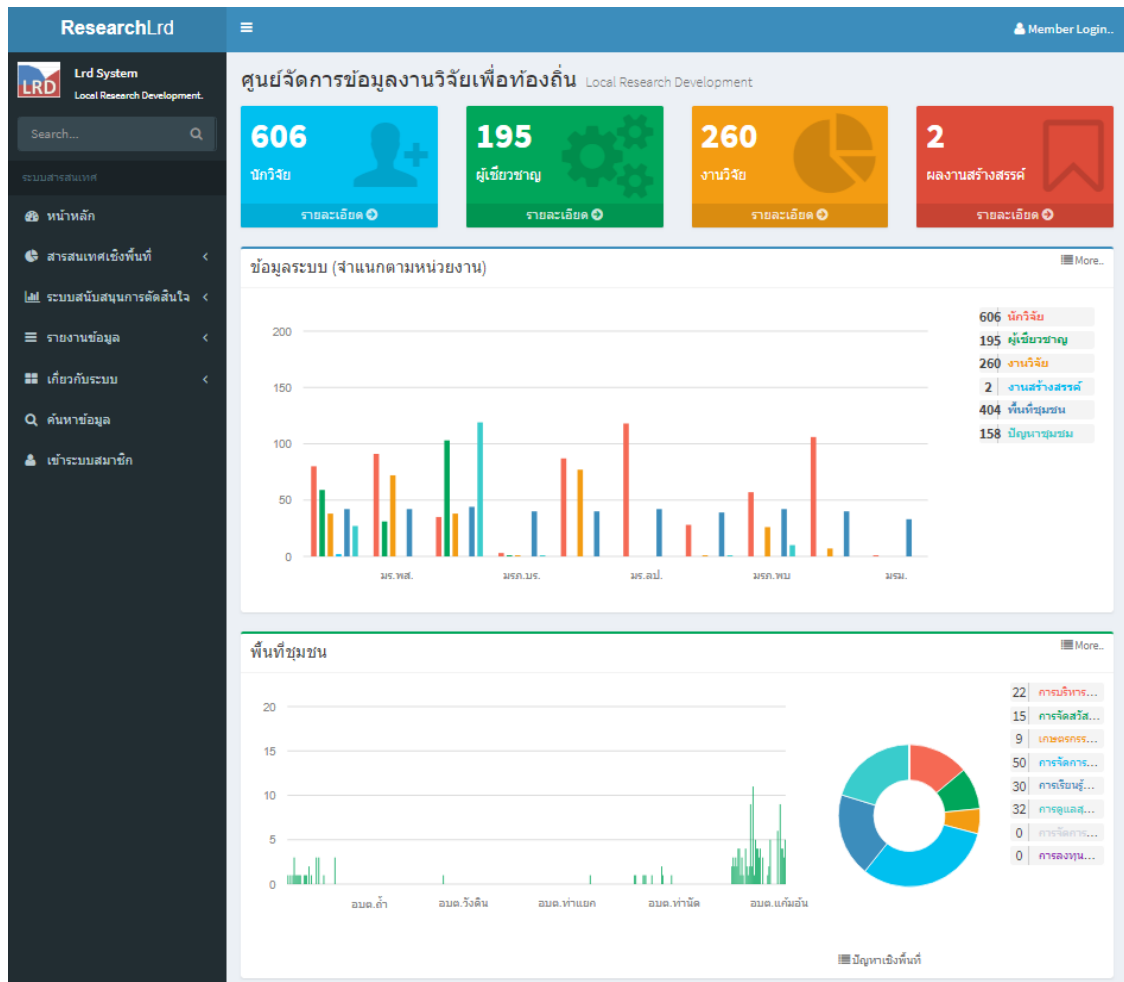 ResearchLrd
Member Login..
LRD
Lrd System
Local Research Development.
Search...
ระบบสารสนเทศ
หน้าหลัก
สารสนเทศเชิงพื้นที่
ระบบสนับสนุนการตัดสินใจ
รายงานข้อมูล
เกี่ยวกับระบบ
ค้นหาข้อมูล
เข้าระบบสมาชิก
ศูนย์จัดการข้อมูลงานวิจัยเพื่อท้องถิ่น Local Research Development
606
นักวิจัย
รายละเอียด
195
ผู้เชี่ยวชาญ
รายละเอียด
260
งานวิจัย
รายละเอียด
2
ผลงานสร้างสรรค์
รายละเอียด
ข้อมูลระบบ (จำแนกตามหน่วยงาน)
More..
200
150
100
50
0
มร.พส.
มรภ.บร.
มร.ลป.
มรภ.พบ
มรม.
606 นักวิจัย
195 ผู้เชี่ยวชาญ
260 งานวิจัย
2 งานสร้างสรรค์
404 พื้นที่ชุมชน
158 ปัญหาชุมชม
พื้นที่ชุมชน
More..
20
15
10
5
0
อบต.ถ้ำ
อบต.วังดิน
อบต.ท่าแยก
อบต.ท่านัด
อบต.แก้มอ้น
22 การบริหาร...
15 การจัดสวัส...
9 เกษตรกรร...
50 การจัดการ...
30 การเรียนรู้...
32 การดูแลสุ...
0 การจัดการ...
0 การลงทุน...
ปัญหาเชิงพื้นที่